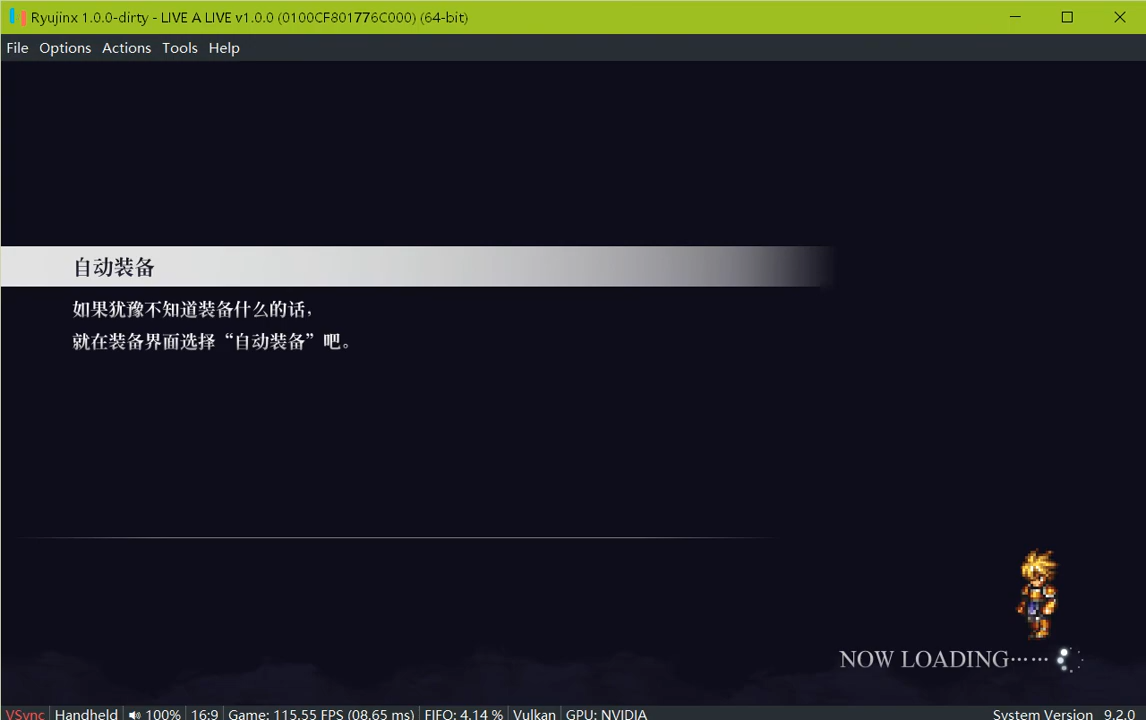 Ryujinx 1.0.0-dirty - LIVE A LIVE v1.0.0 (0100CF801776C000) (64-bit)
File Options Actions Tools Help
自动装备
如果犹豫不知道装备什么的话，
就在装备界面选择“自动装备”吧。
NOW LOADING……
VSync Handheld 100% 16:9 Game: 115.55 FPS (08.65 ms) FIFO: 4.14 % Vulkan GPU: NVIDIA System Version 9.2.0